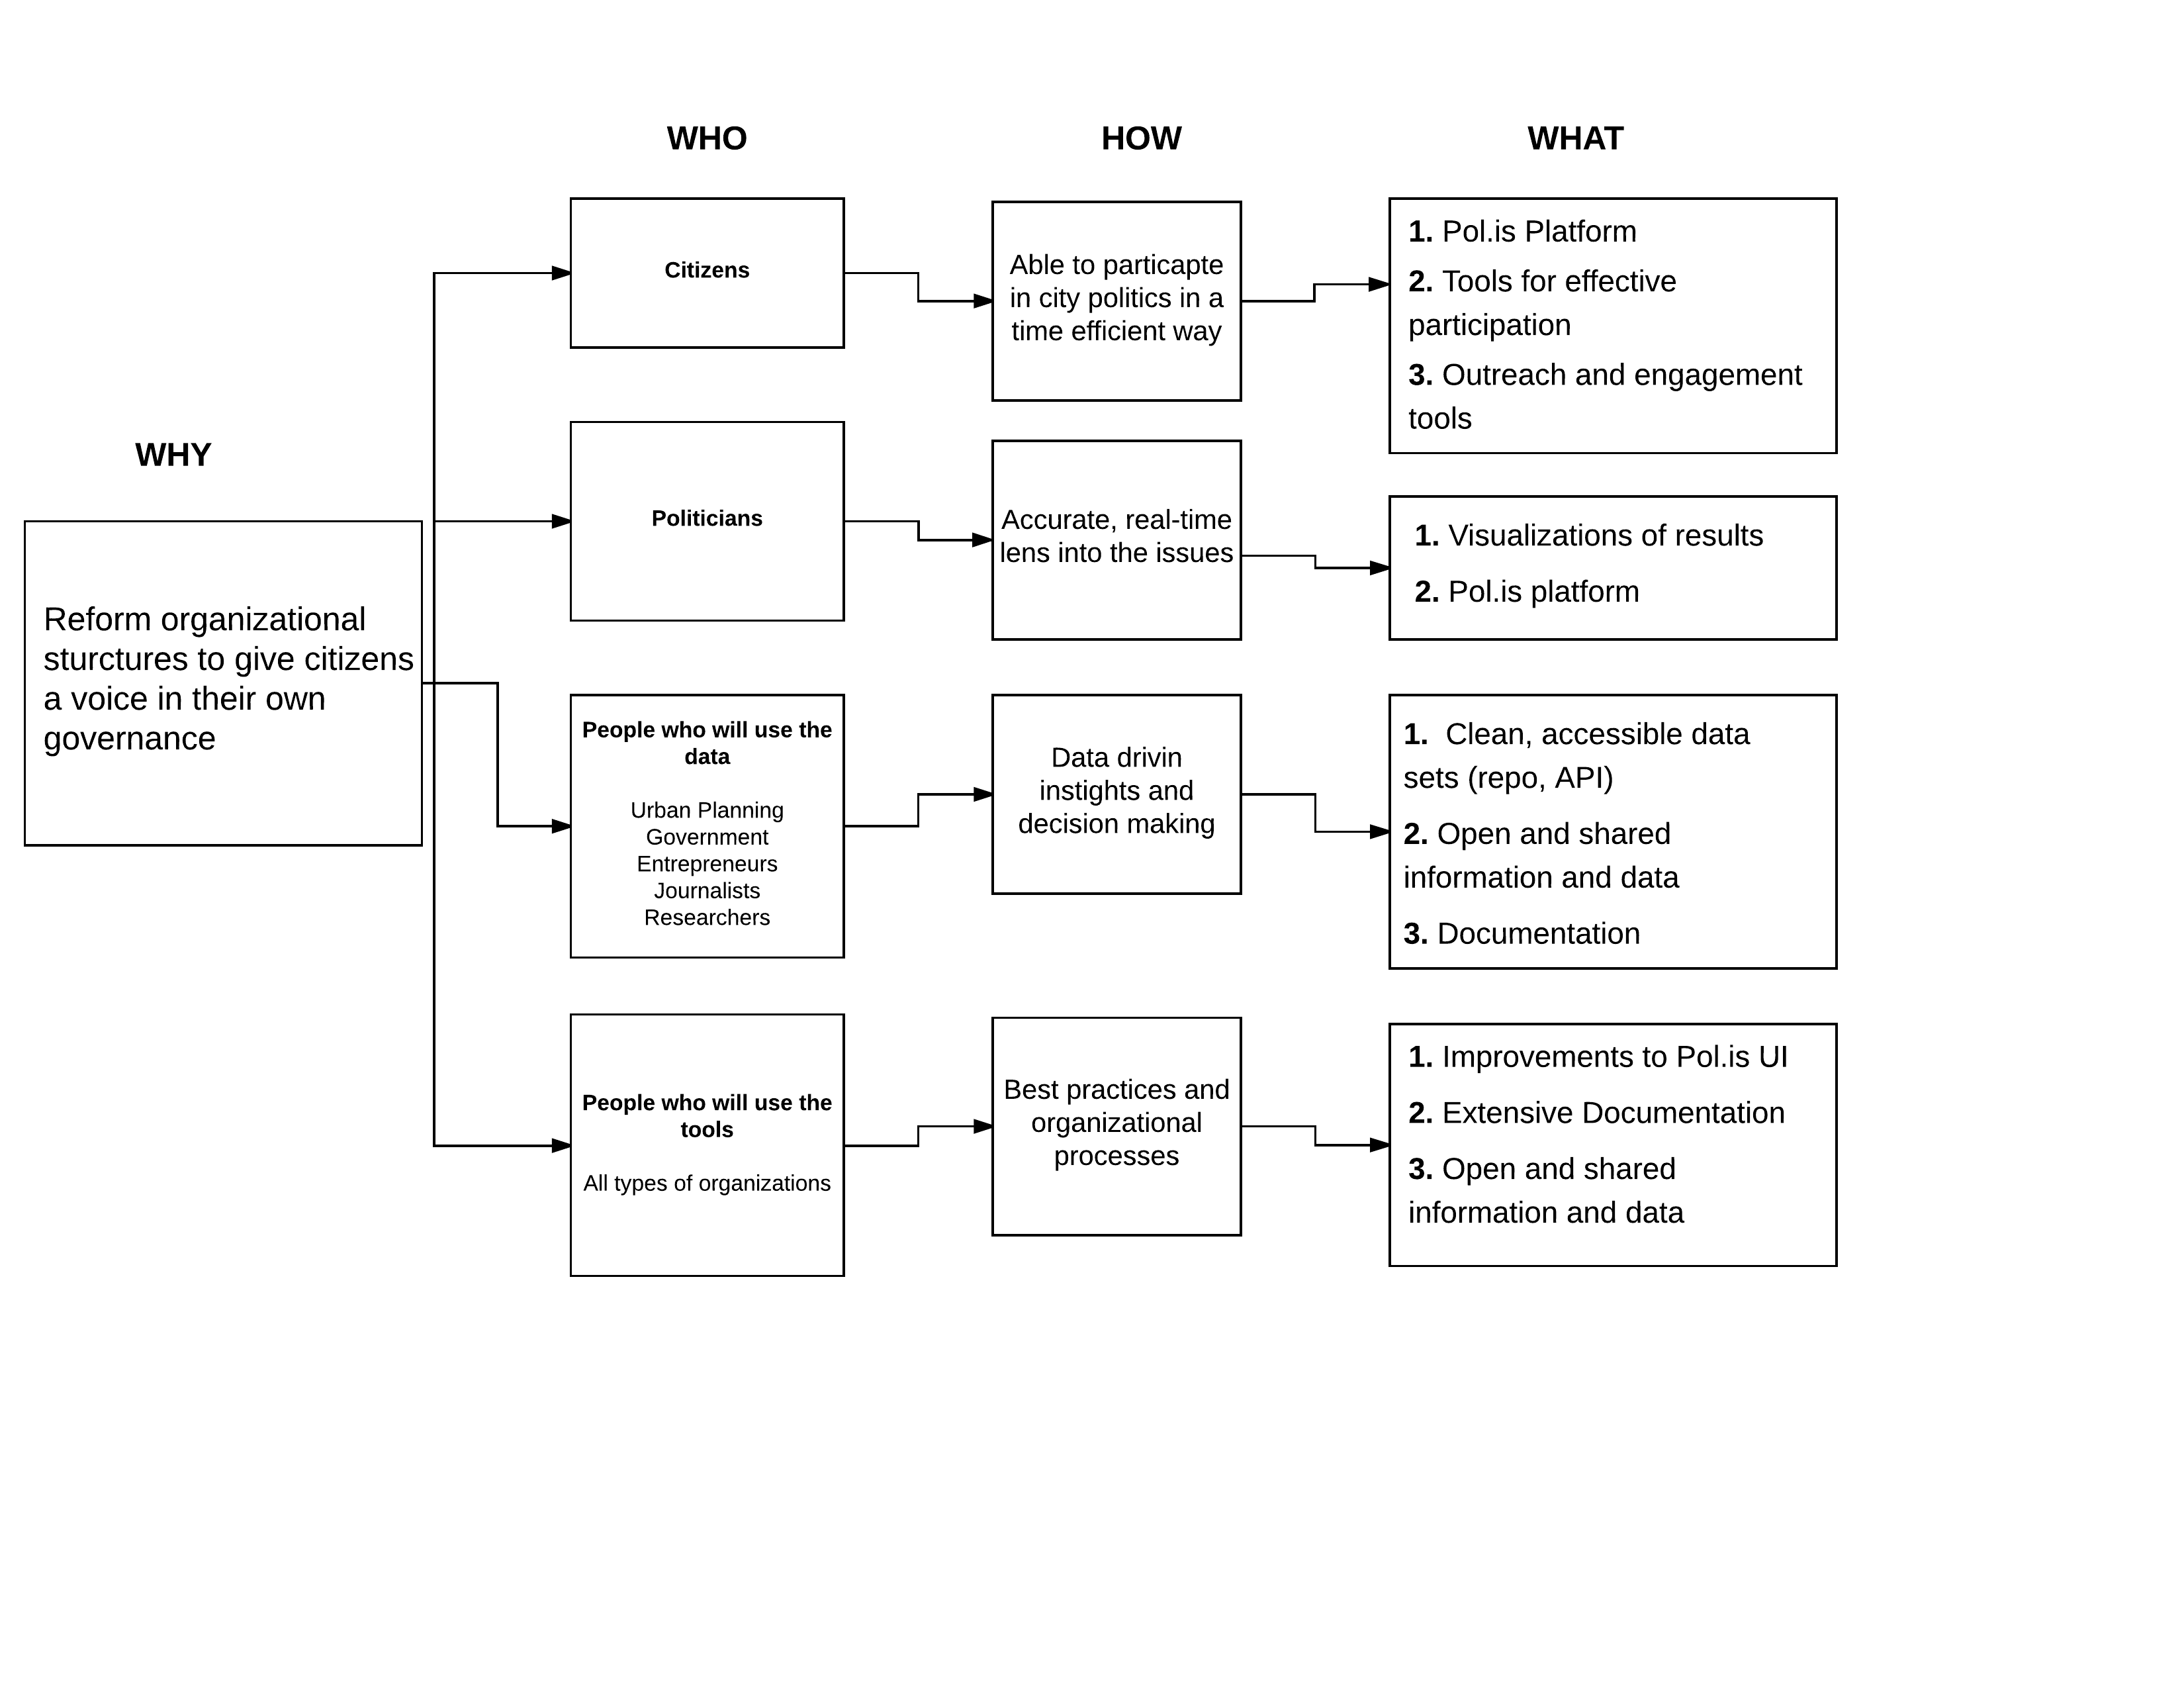 WHO
HOW
WHAT
WHY
Reform organizational
sturctures to give citizens
a voice in their own
governance
Citizens
Able to particapte
in city politics in a
time efficient way
1. Pol.is Platform
2. Tools for effective
participation
3. Outreach and engagement
tools
Politicians
Accurate, real-time
lens into the issues
1. Visualizations of results
2. Pol.is platform
People who will use the
data
Urban Planning
Government
Entrepreneurs
Journalists
Researchers
Data drivin
instights and
decision making
1. Clean, accessible data
sets (repo, API)
2. Open and shared
information and data
3. Documentation
People who will use the
tools
All types of organizations
Best practices and
organizational
processes
1. Improvements to Pol.is UI
2. Extensive Documentation
3. Open and shared
information and data